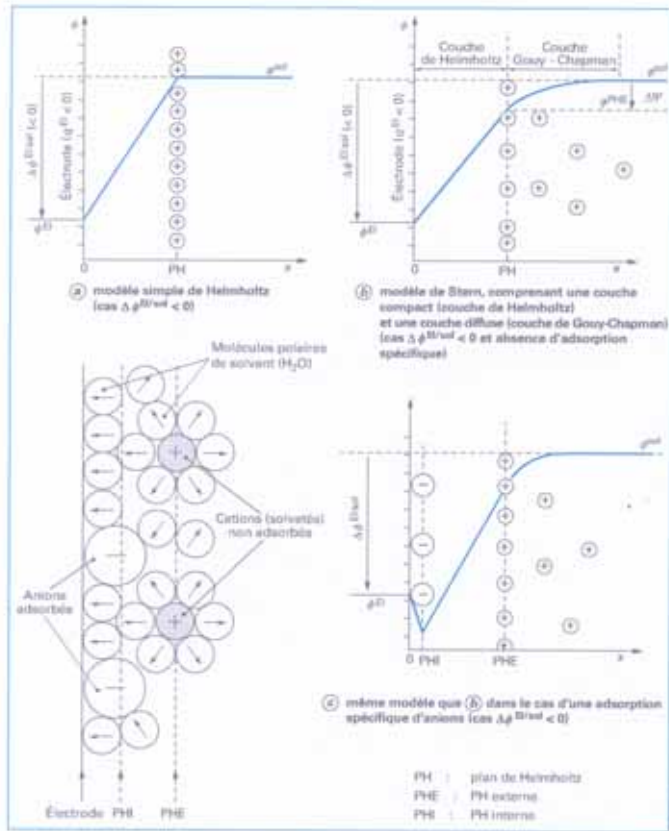 ϕ
ϕsol
Δϕ El/sol (< 0)
Électrode (q El < 0)
ϕ El
0
PH
x
ⓐ modèle simple de Helmholtz
(cas Δϕ El/sol < 0)
ϕ
Couche
de Helmholtz
Couche
Gouy - Chapman
ϕsol
ϕPHE
Δϕ El/sol (< 0)
Électrode (q El < 0)
ϕ El
0
PH
x
ⓑ modèle de Stern, comprenant une couche
compact (couche de Helmholtz)
et une couche diffuse (couche de Gouy-Chapman)
(cas Δϕ El/sol < 0 et absence d'adsorption
spécifique)
Molécules polaires
de solvant (H2O)
Cations (solvatés)
non adsorbés
Anions
adsorbés
Électrode PHI PHE
ϕsol
Δϕ El/sol
ϕ El
0 PHI
PHE
x
ⓒ même modèle que ⓑ dans le cas d'une adsorption
spécifique d'anions (cas Δϕ El/sol < 0)
PH : plan de Helmholtz
PHE : PH externe
PHI : PH interne